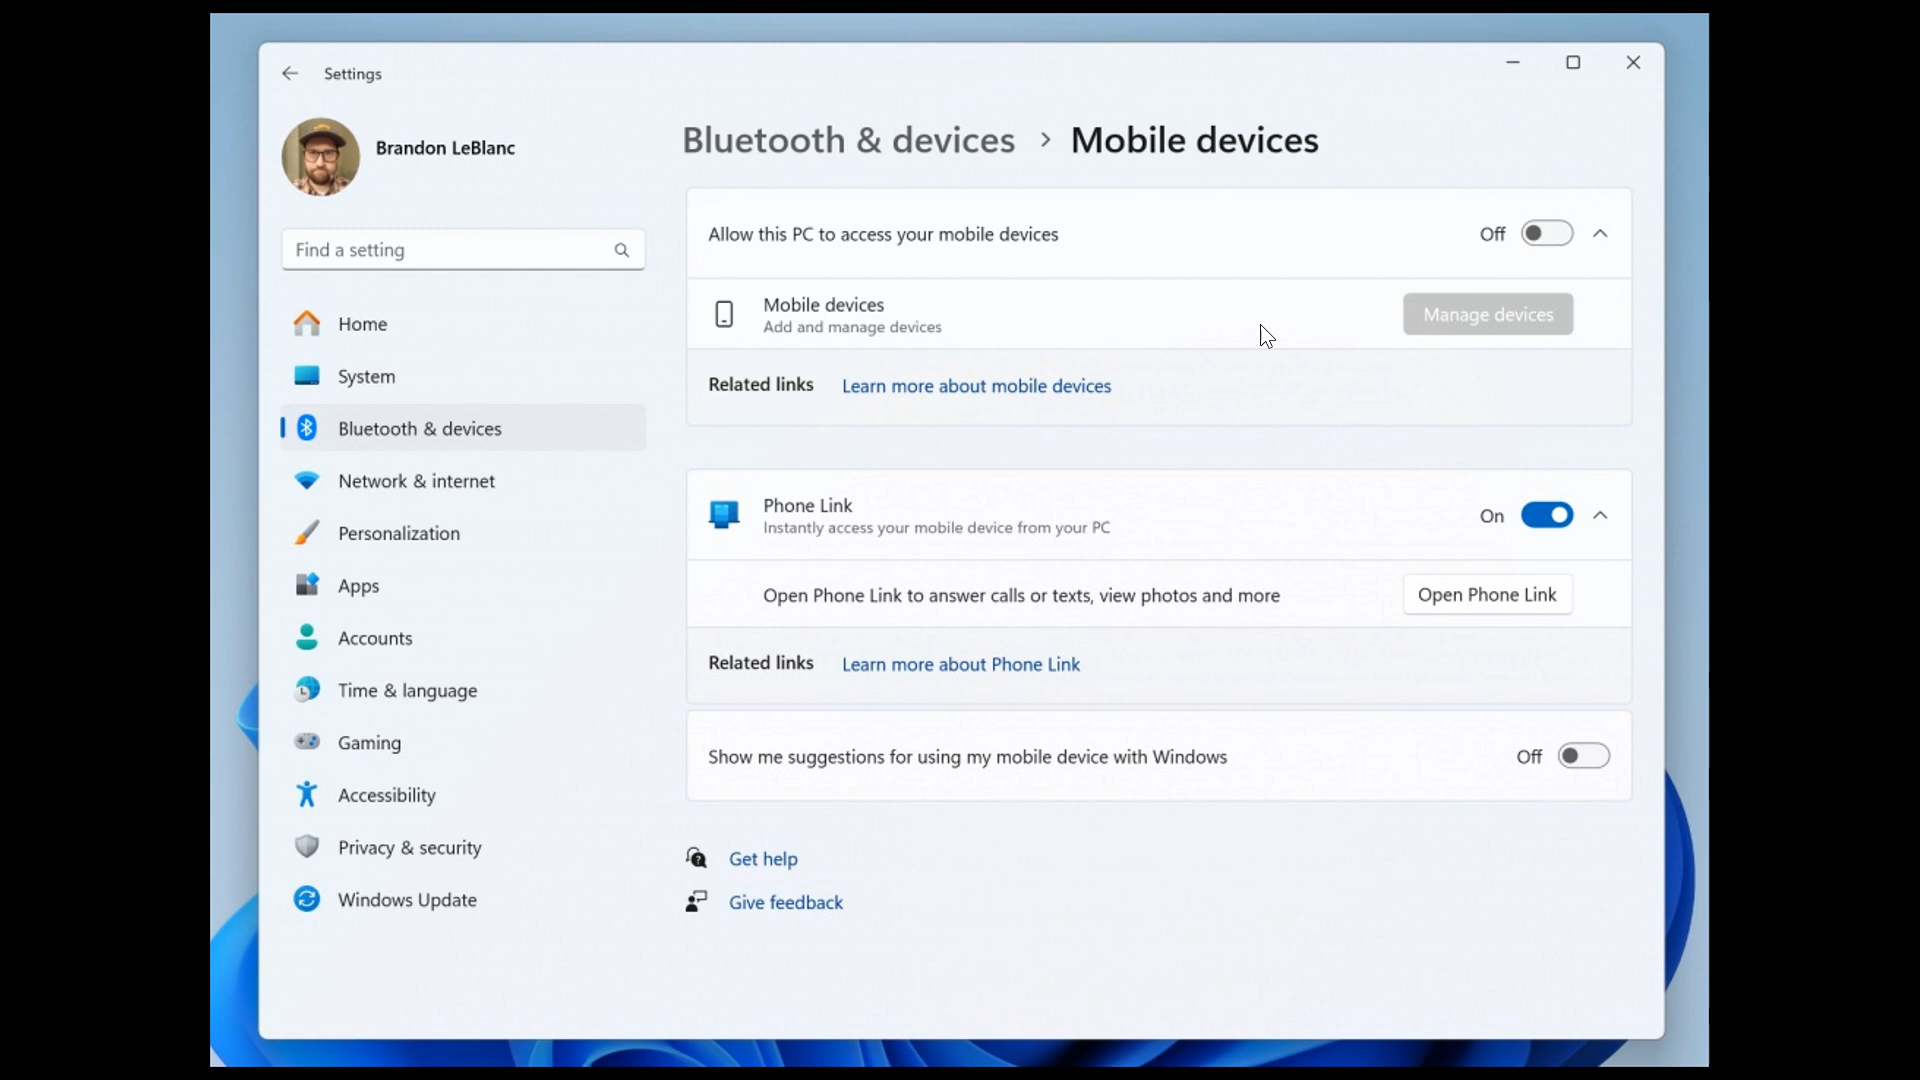 Settings
Brandon LeBlanc
Find a setting
Home
System
Bluetooth & devices
Network & internet
Personalization
Apps
Accounts
Time & language
Gaming
Accessibility
Privacy & security
Windows Update
Bluetooth & devices > Mobile devices
Allow this PC to access your mobile devices Off
Mobile devices
Add and manage devices
Manage devices
Related links Learn more about mobile devices
Phone Link
Instantly access your mobile device from your PC
On
Open Phone Link to answer calls or texts, view photos and more Open Phone Link
Related links Learn more about Phone Link
Show me suggestions for using my mobile device with Windows Off
Get help
Give feedback